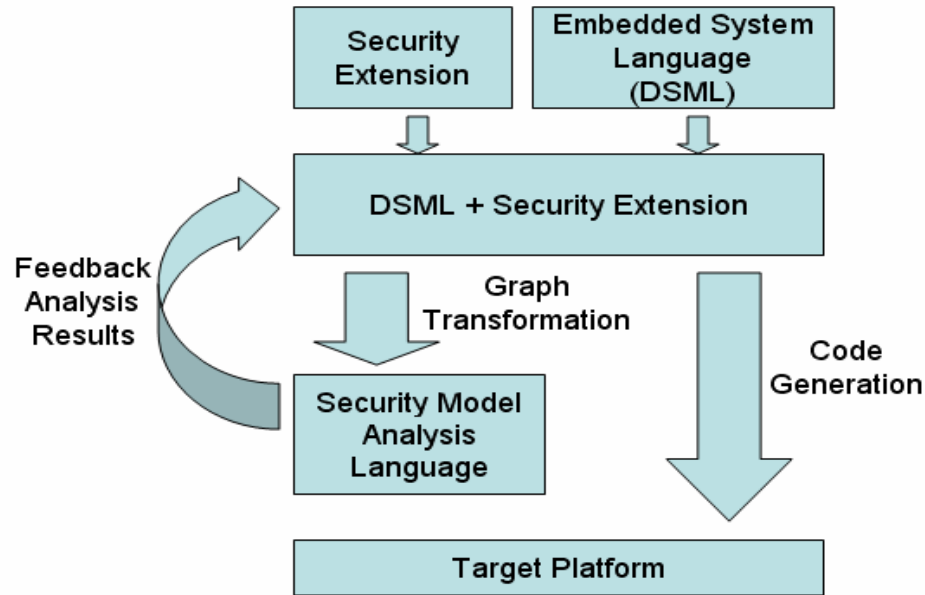 Security
Extension
Embedded System
Language
(DSML)
DSML + Security Extension
Feedback
Analysis
Results
Graph
Transformation
Code
Generation
Security Model
Analysis
Language
Target Platform